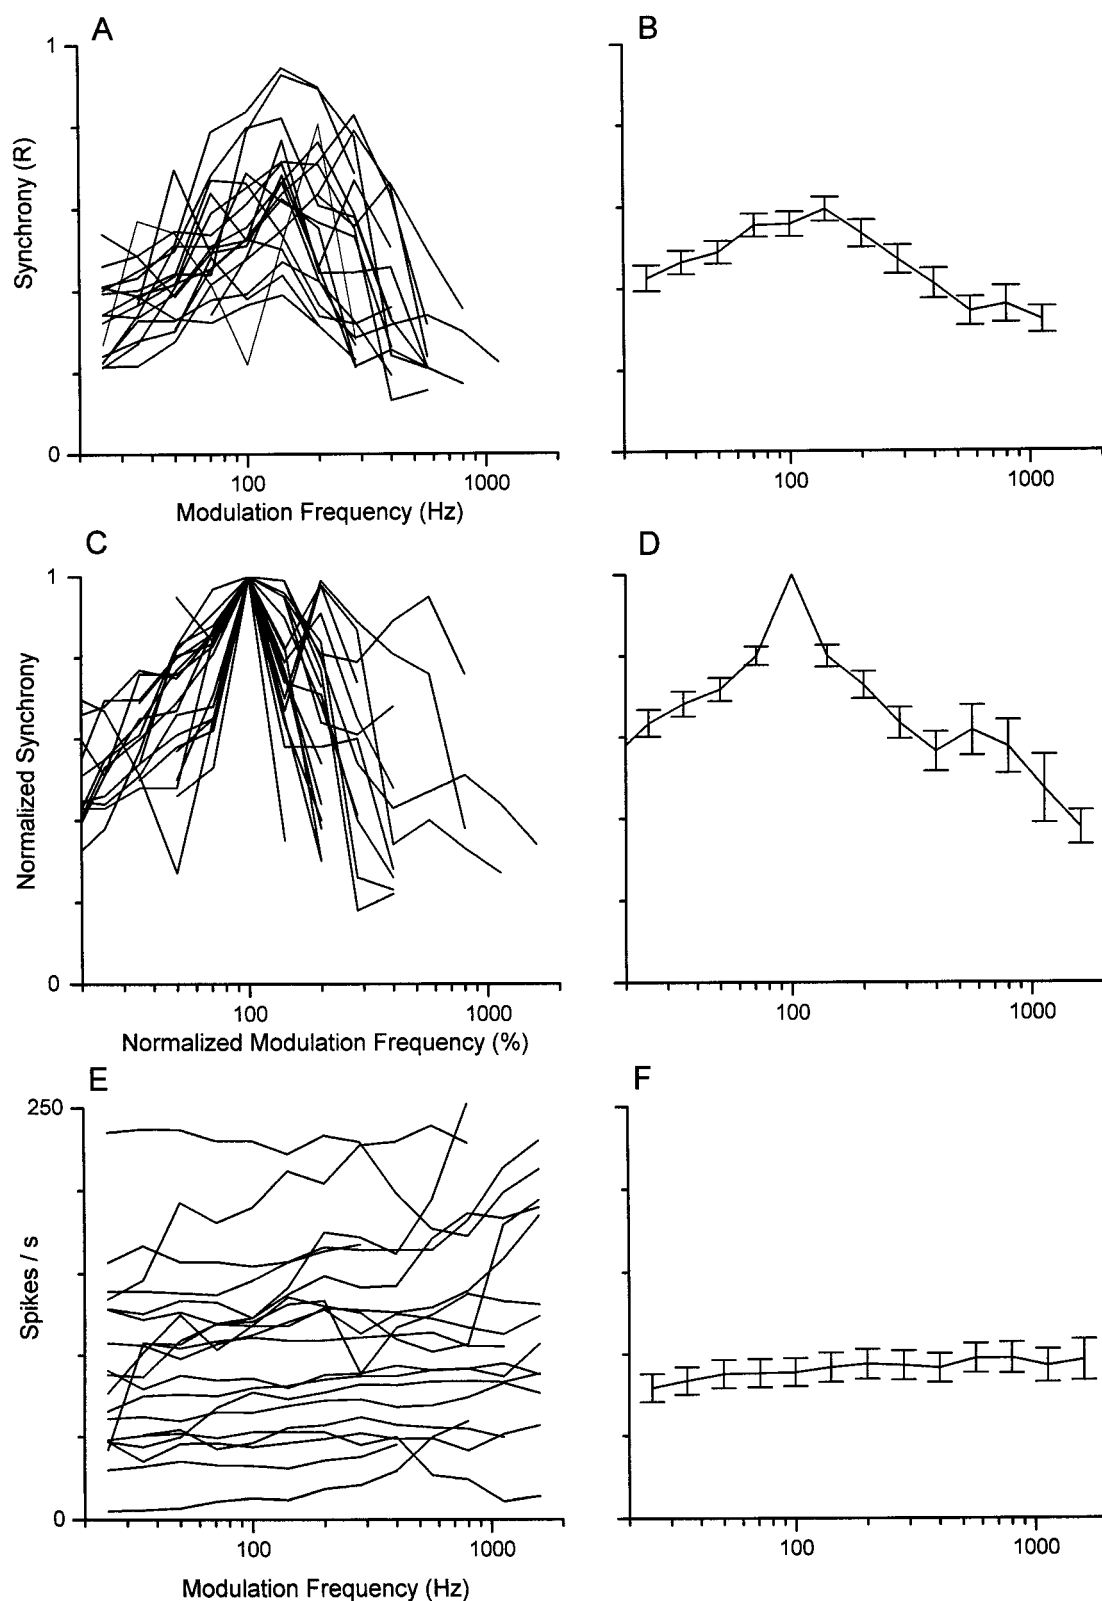 A
B
1
Synchrony (R)
0
100
1000
100
1000
Modulation Frequency (Hz)
C
D
1
Normalized Synchrony
0
100
1000
100
1000
Normalized Modulation Frequency (%)
E
F
250
Spikes / s
0
100
1000
100
1000
Modulation Frequency (Hz)